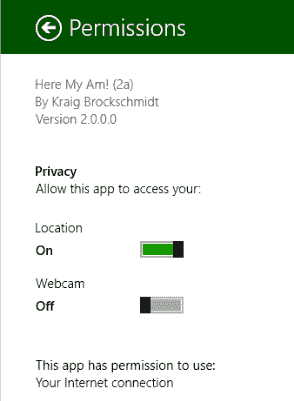 Permissions
Here My Am! (2a)
By Kraig Brockschmidt
Version 2.0.0.0
Privacy
Allow this app to access your:
Location
On
Webcam
Off
This app has permission to use:
Your Internet connection